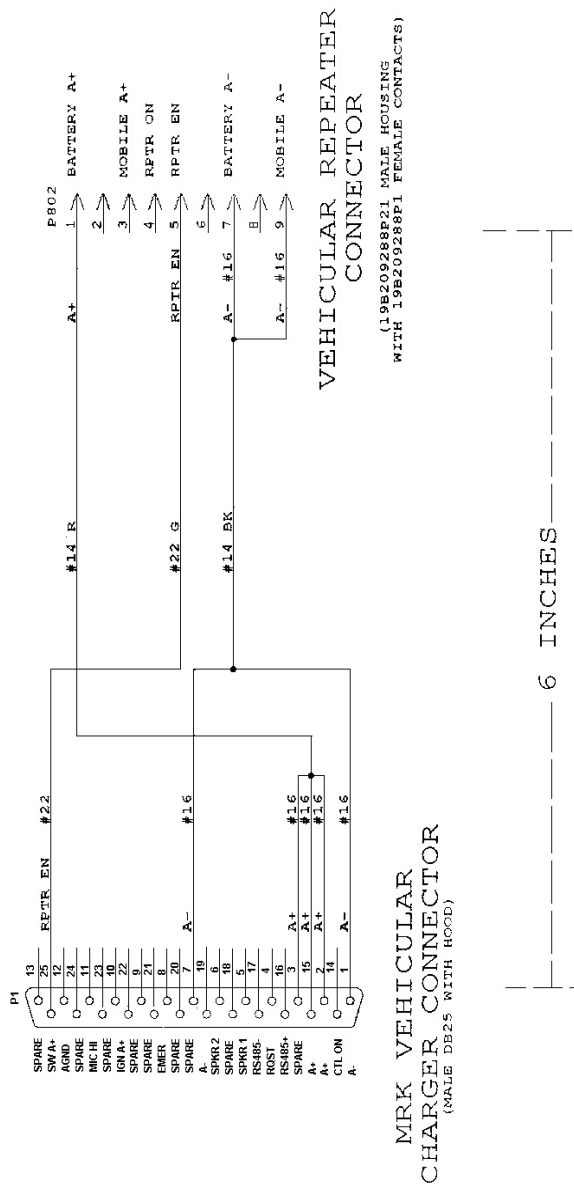 P1
SPARE
SW A+
AGND
SPARE
MIC HI
SPARE
IGN A+
SPARE
SPARE
EMER
SPARE
SPARE
A-
SPKR 2
SPARE
SPKR 1
RS485-
ROST
RS485+
SPARE
A+
A+
CTL ON
A-
13
25
12
24
11
23
10
22
9
21
8
20
7
19
6
18
5
17
4
16
3
15
2
14
1
RPTR EN #22
A- #16
A+ #16
A+ #16
A+ #16
A- #16
#14 R
#22 G
#14 BK
P802
A+ 1 BATTERY A+
2
3 MOBILE A+
4 RPTR ON
RPTR EN 5 RPTR EN
6
A- #16 7 BATTERY A-
8
A- #16 9 MOBILE A-
MRK VEHICULAR
CHARGER CONNECTOR
(MALE DB25 WITH HOOD)
VEHICULAR REPEATER
CONNECTOR
(19B209288P21 MALE HOUSING
WITH 19B209288P1 FEMALE CONTACTS)
6 INCHES